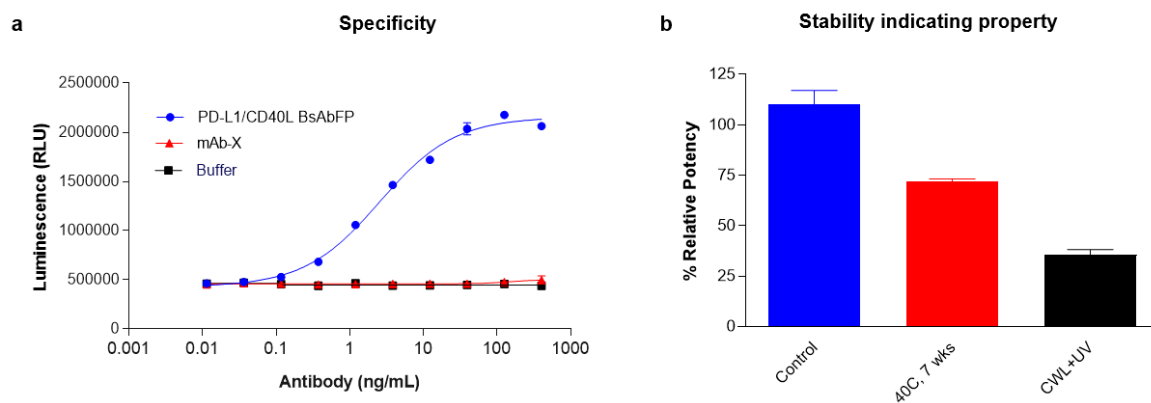 a
Specificity
Luminescence (RLU)
2500000
2000000
1500000
1000000
500000
0
PD-L1/CD40L BsAbFP
mAb-X
Buffer
0.001
0.01
0.1
1
10
100
1000
Antibody (ng/mL)
b
Stability indicating property
% Relative Potency
125
100
75
50
25
0
Control
40C, 7 wks
CWL+UV